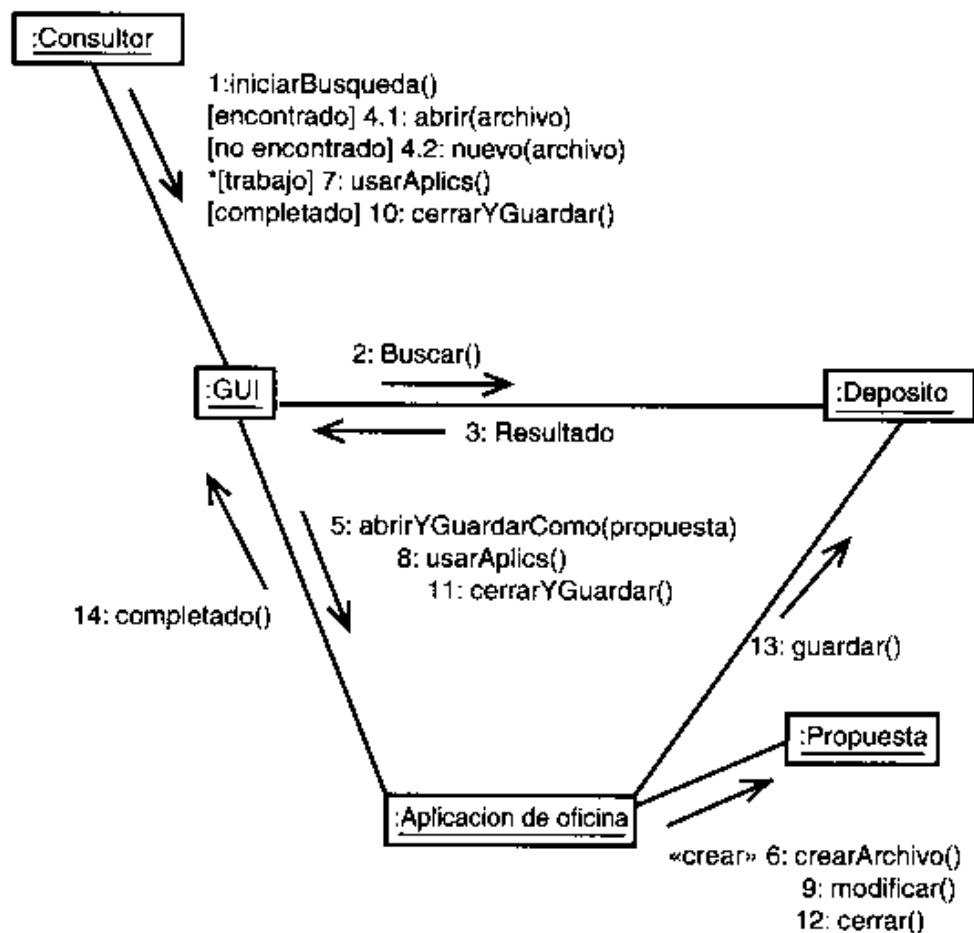 :Consultor
1:iniciarBusqueda()
[encontrado] 4.1: abrir(archivo)
[no encontrado] 4.2: nuevo(archivo)
*[trabajo] 7: usarAplics()
[completado] 10: cerrarYGuardar()
2: Buscar()
:GUI
:Deposito
3: Resultado
5: abrirYGuardarComo(propuesta)
8: usarAplics()
11: cerrarYGuardar()
14: completado()
13: guardar()
:Propuesta
:Aplicacion de oficina
«crear» 6: crearArchivo()
9: modificar()
12: cerrar()